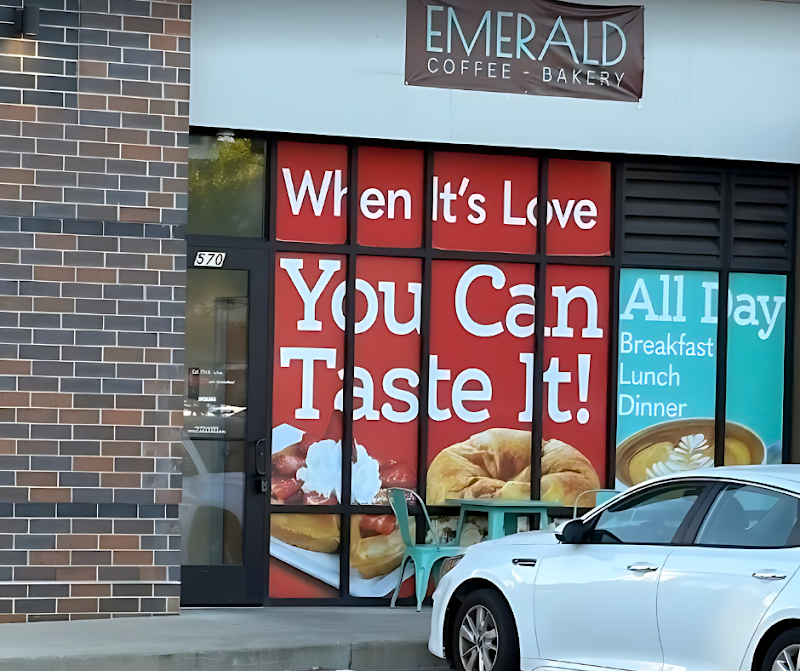 EMERALD
COFFEE - BAKERY
When It's Love
You Can
Taste It!
All Day
Breakfast
Lunch
Dinner
570